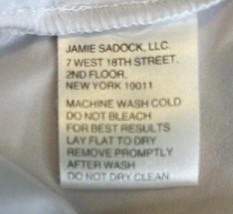 JAMIE SADOCK, LLC.
7 WEST 18TH STREET.
2ND FLOOR.
NEW YORK 10011
MACHINE WASH COLD
DO NOT BLEACH
FOR BEST RESULTS
LAY FLAT TO DRY
REMOVE PROMPTLY
AFTER WASH
DO NOT DRY CLEAN